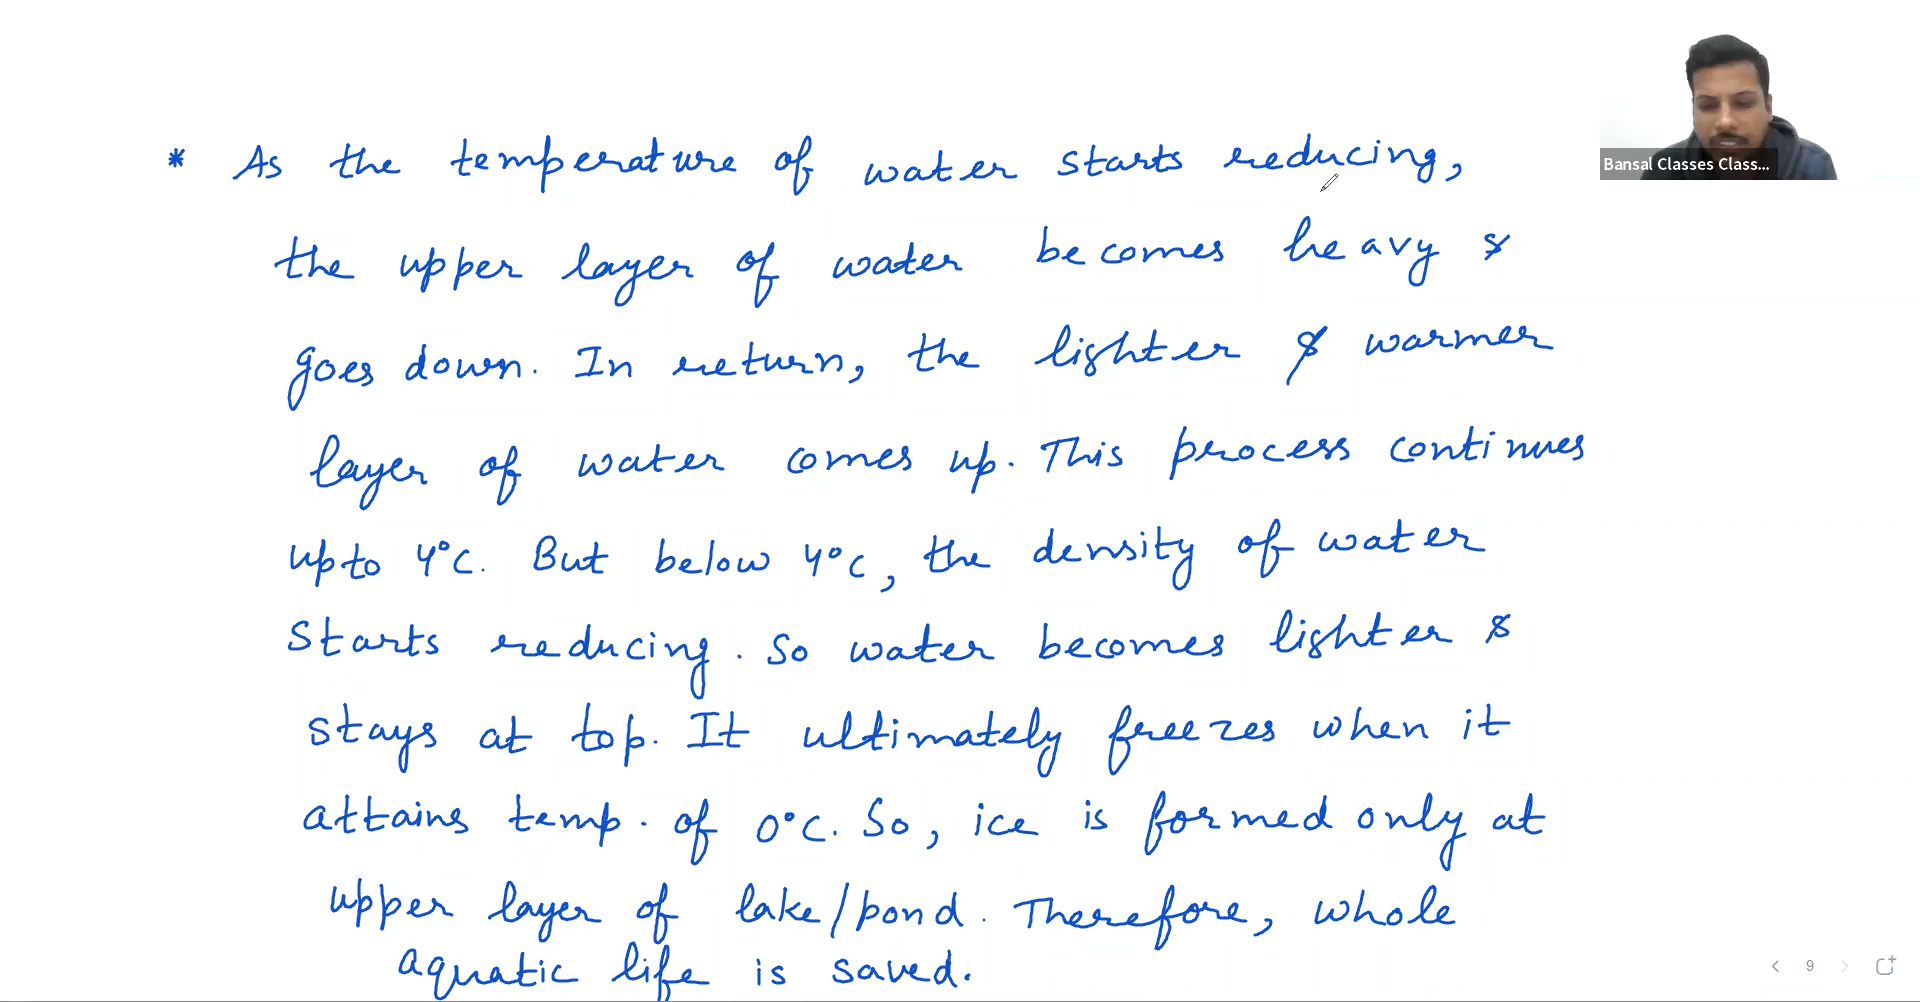 * As the temperature of water starts reducing,
the upper layer of water becomes heavy &
goes down. In return, the lighter & warmer
layer of water comes up. This process continues
upto 4°C. But below 4°C, the density of water
starts reducing. So water becomes lighter &
stays at top. It ultimately freezes when it
attains temp. of 0°C. So, ice is formed only at
upper layer of lake/pond. Therefore, whole
aquatic life is saved.
Bansal Classes Class...
9